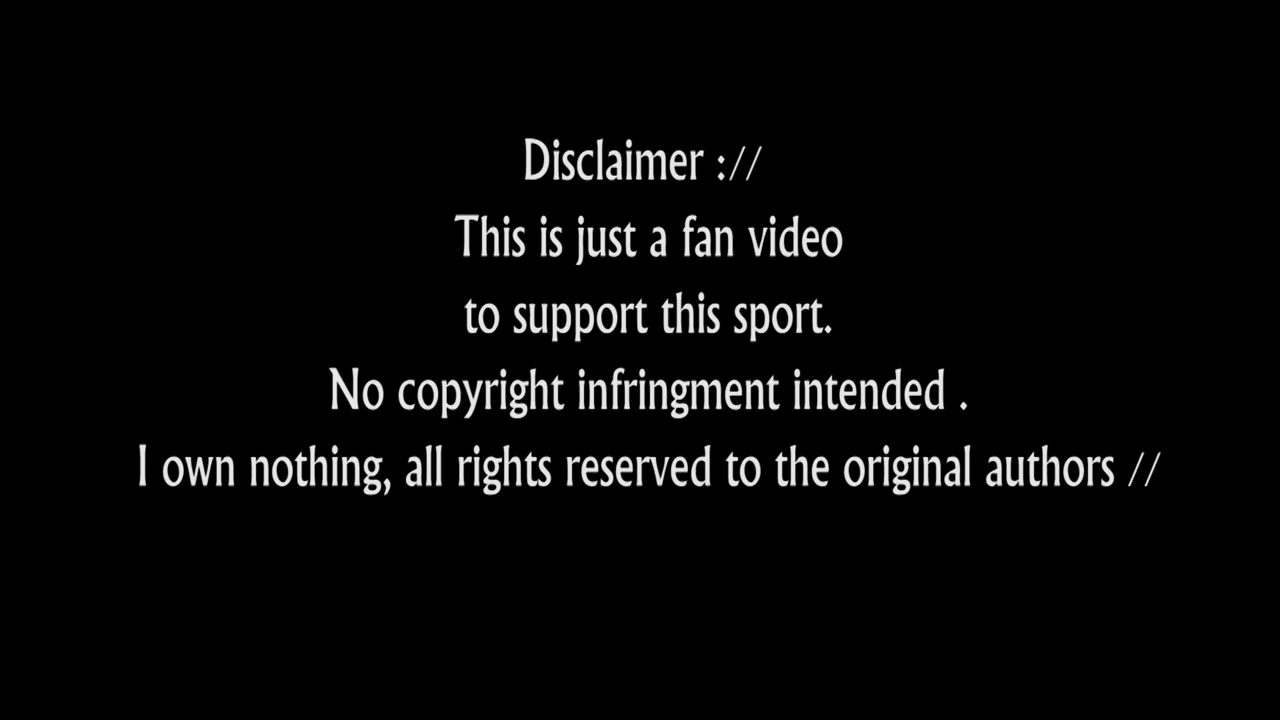 Disclaimer ://
This is just a fan video
to support this sport.
No copyright infringment intended .
I own nothing, all rights reserved to the original authors //